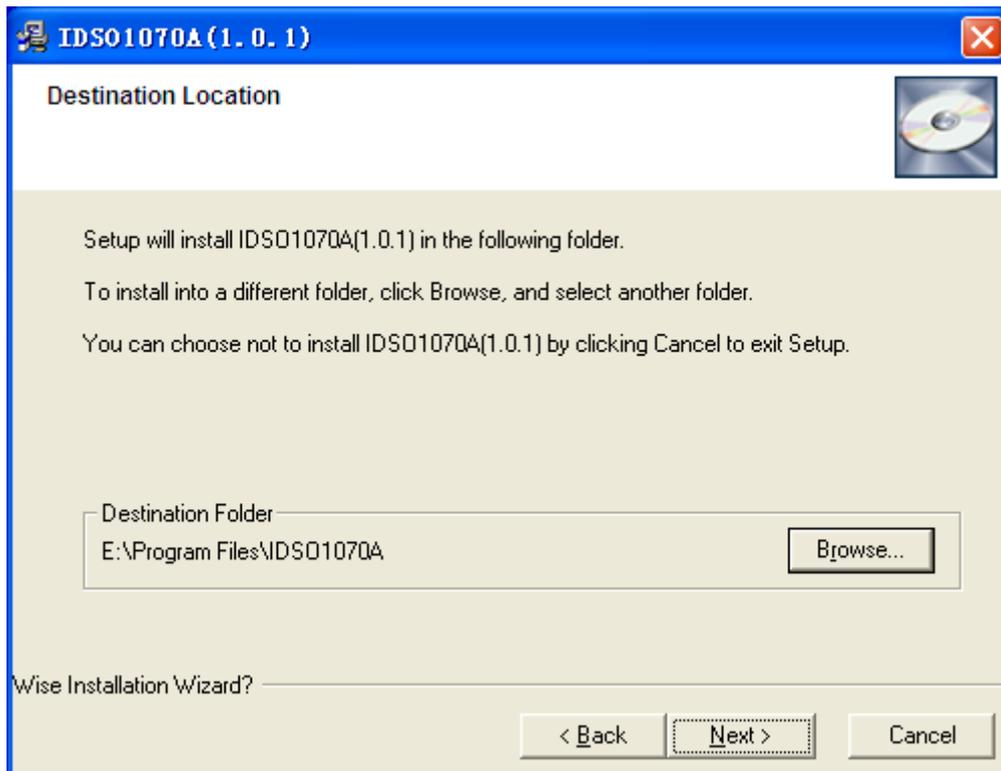 IDSO1070A(1.0.1)
Destination Location
Setup will install IDSO1070A(1.0.1) in the following folder.
To install into a different folder, click Browse, and select another folder.
You can choose not to install IDSO1070A(1.0.1) by clicking Cancel to exit Setup.
Destination Folder
E:\Program Files\IDSO1070A
Browse...
Wise Installation Wizard?
< Back
Next >
Cancel